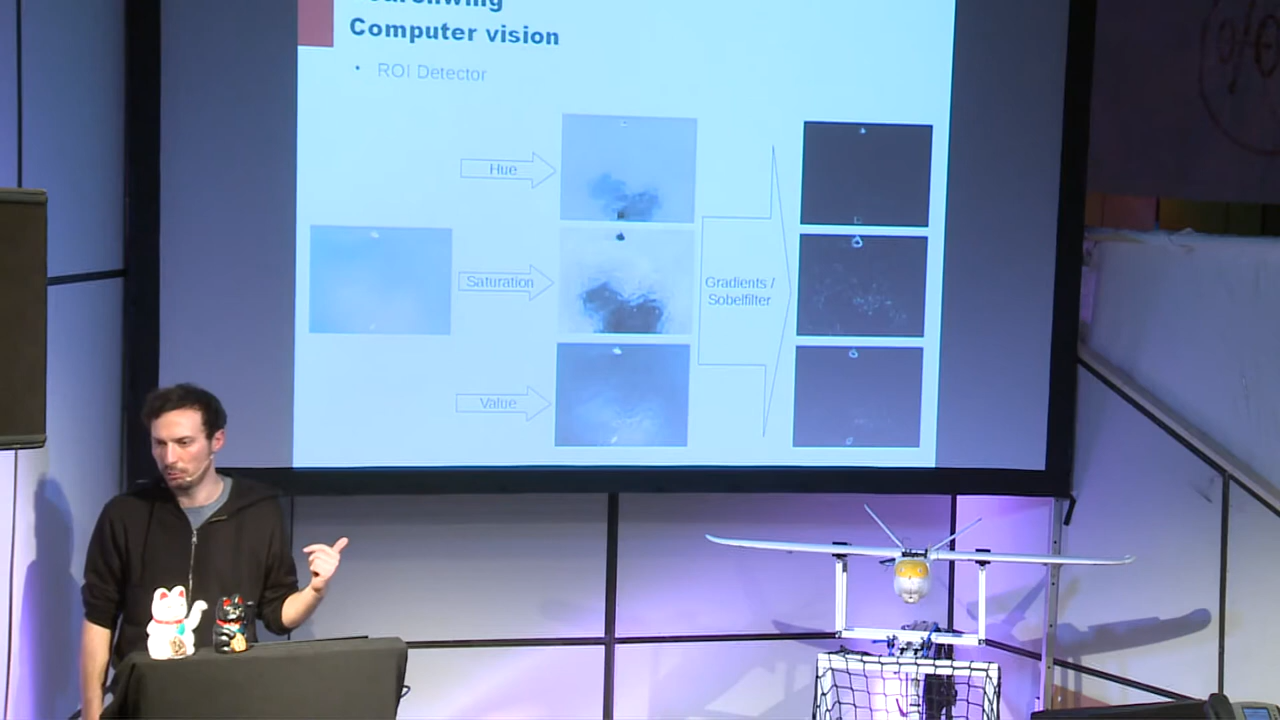 Computer vision
• ROI Detector
Hue
Saturation
Value
Gradients /
Sobelfilter